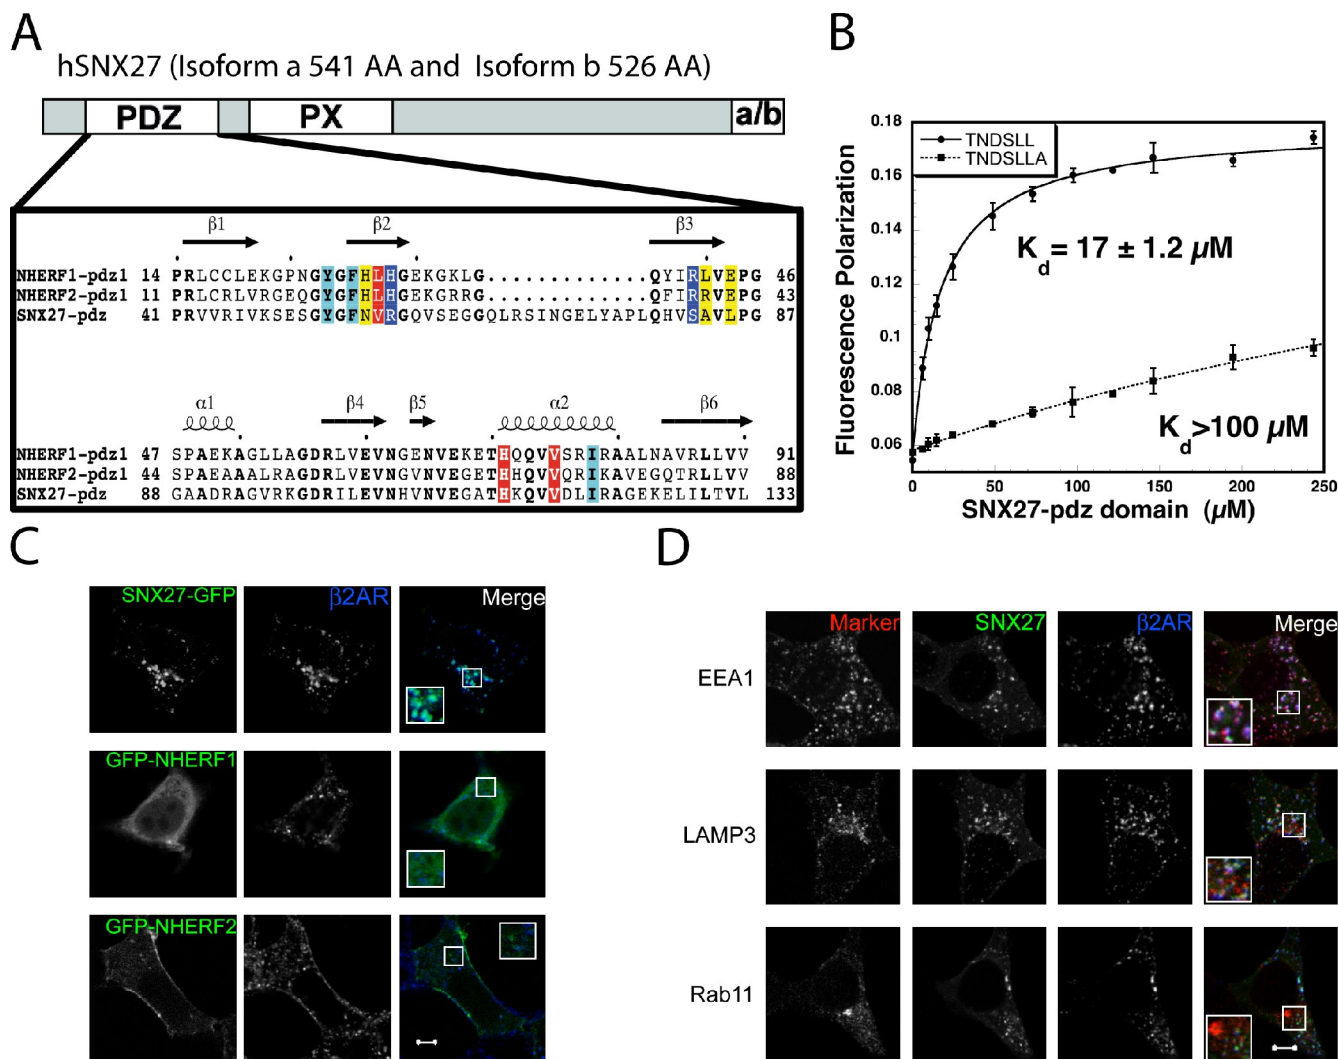 A
hSNX27 (Isoform a 541 AA and Isoform b 526 AA)
PDZ PX a/b
β1 β2 β3
NHERF1-pdz1 14 PRLCCLEKGPNGYGFHLHGEKGKLG............QYIRLVEPG 46
NHERF2-pdz1 11 PRLCRLVRGEQGYGFHLHGEKGRRG............QFIRRVEPG 43
SNX27-pdz 41 PRVVRIVKSESGYGFNVRGQVSEGGQLRSINGELYAPLQHVSAVLPG 87
α1 β4 β5 α2 β6
NHERF1-pdz1 47 SPAEKAGLLAGDRLVEVNGENVEKETHQQVVSRIRAALNAVRLLVV 91
NHERF2-pdz1 44 SPAEAAALRAGDRLVEVNGVNVEGETHHQVVQRIKAVEGQTRLLVV 88
SNX27-pdz 88 GAADRAGVRKGDRILEVNHVNVEGATHKQVVDLIRAGEKELILTVL 133
B
0.18
0.16
0.14
0.12
0.1
0.08
0.06
Fluorescence Polarization
TNDSLL
TNDSLLA
Kd = 17 ± 1.2 µM
Kd>100 µM
0 50 100 150 200 250
SNX27-pdz domain (µM)
C
SNX27-GFP β2AR Merge
GFP-NHERF1
GFP-NHERF2
D
Marker SNX27 β2AR Merge
EEA1
LAMP3
Rab11